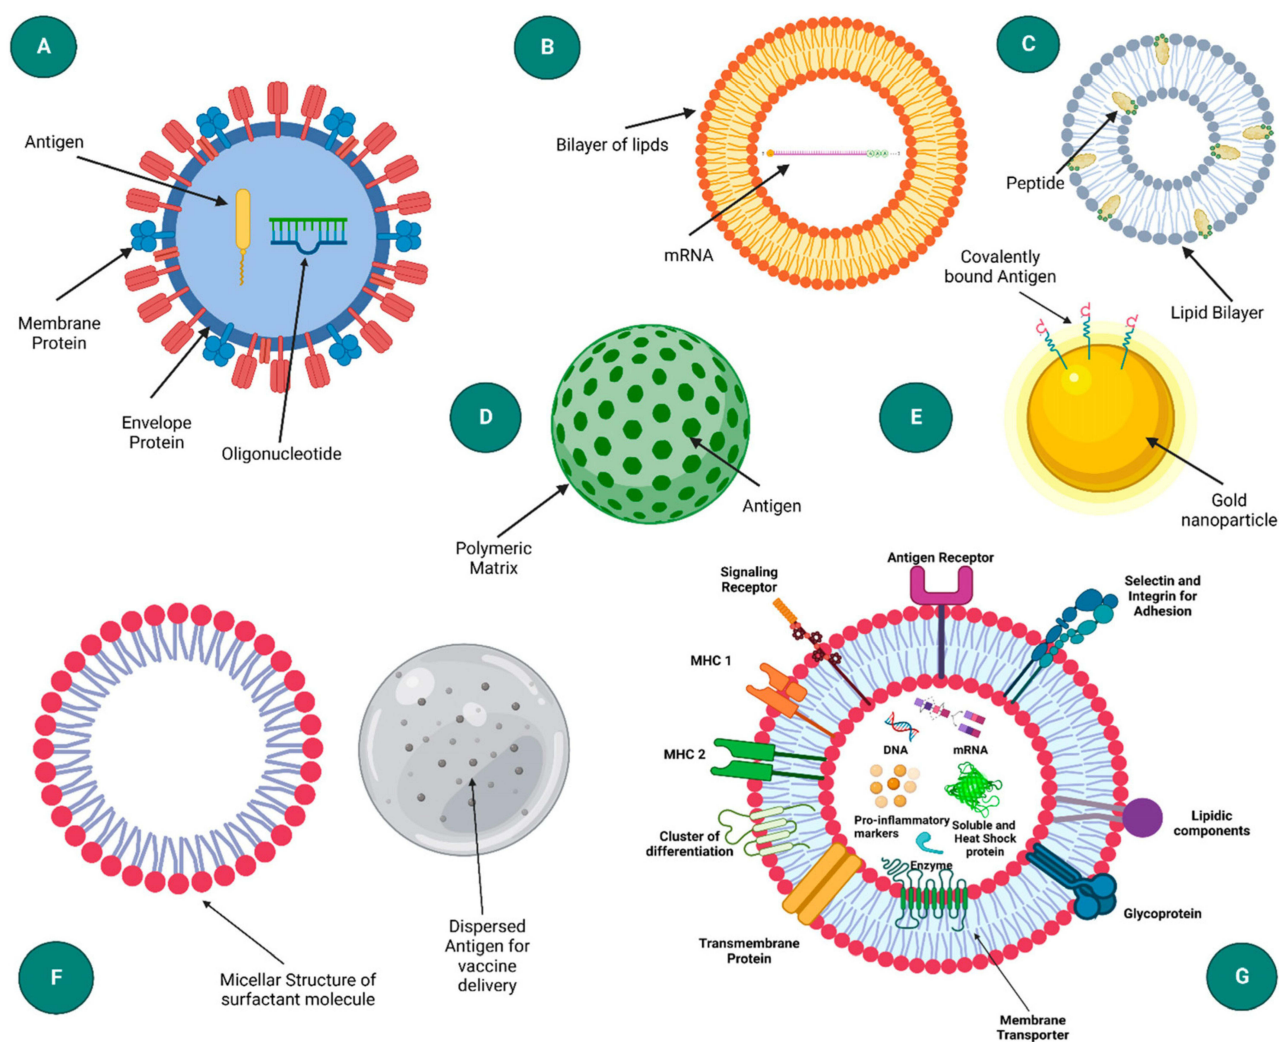 A
Antigen
Membrane
Protein
Envelope
Protein
Oligonucleotide
B
Bilayer of lipds
mRNA
C
Peptide
Lipid Bilayer
D
Antigen
Polymeric
Matrix
E
Covalently
bound Antigen
Gold
nanoparticle
F
Micellar Structure of
surfactant molecule
Dispersed
Antigen for
vaccine
delivery
G
Signaling
Receptor
Antigen Receptor
Selectin and
Integrin for
Adhesion
MHC 1
MHC 2
Cluster of
differentiation
Transmembrane
Protein
DNA
mRNA
Pro-inflammatory
markers
Soluble and
Heat Shock
protein
Enzyme
Lipidic
components
Glycoprotein
Membrane
Transporter